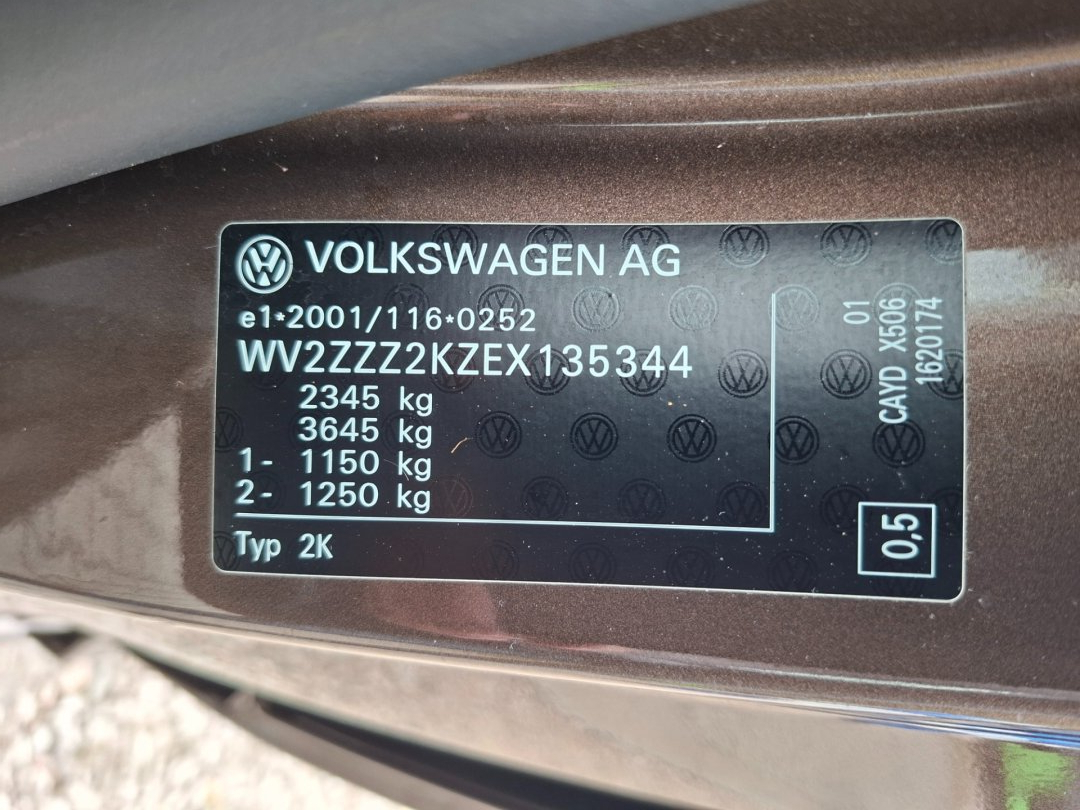 VOLKSWAGEN AG
e1*2001/116*0252
WV2ZZZ2KZEX135344
2345 kg
3645 kg
1- 1150 kg
2- 1250 kg
Typ 2K
01
CAYD X506
1620174
0,5